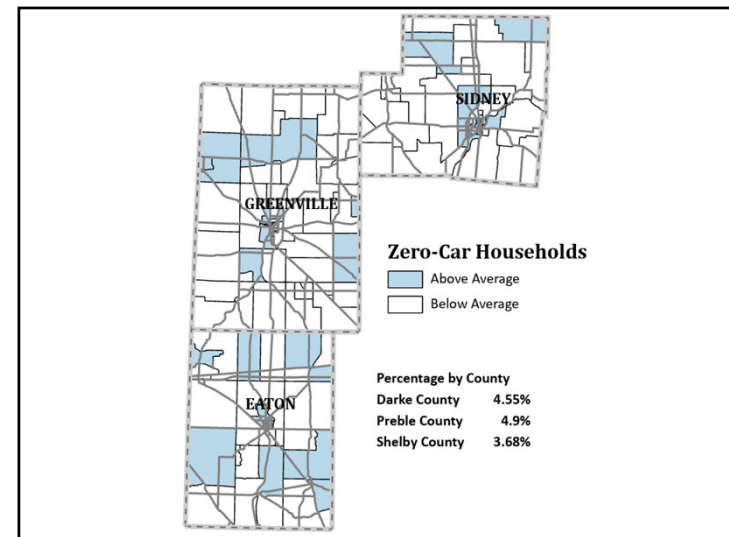 SIDNEY
GREENVILLE
Zero-Car Households
Above Average
Below Average
Percentage by County
Darke County 4.55%
Preble County 4.9%
Shelby County 3.68%
EATON